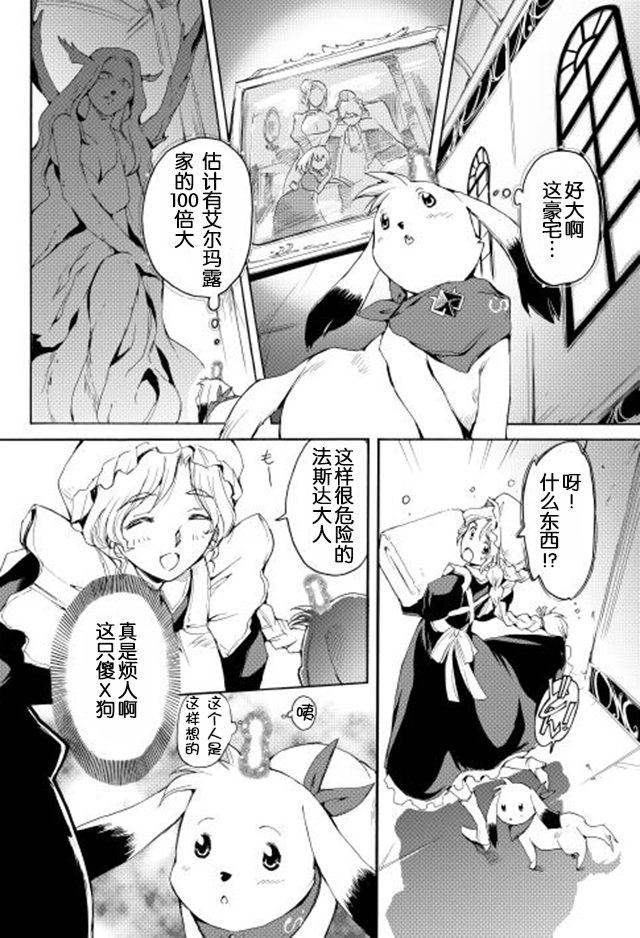 好大啊
这豪宅…
估计有艾尔玛露
家的100倍大
呀!
什么东西!?
这样很危险的
法斯达大人
も〜
真是烦人啊
这只傻X狗
咦
这个人是
这样想的
S
S